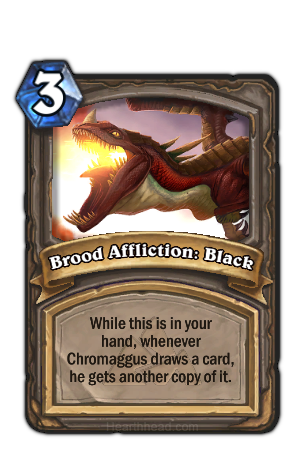 3
Brood Affliction: Black
While this is in your
hand, whenever
Chromaggus draws a card,
he gets another copy of it.
Hearthhead.com